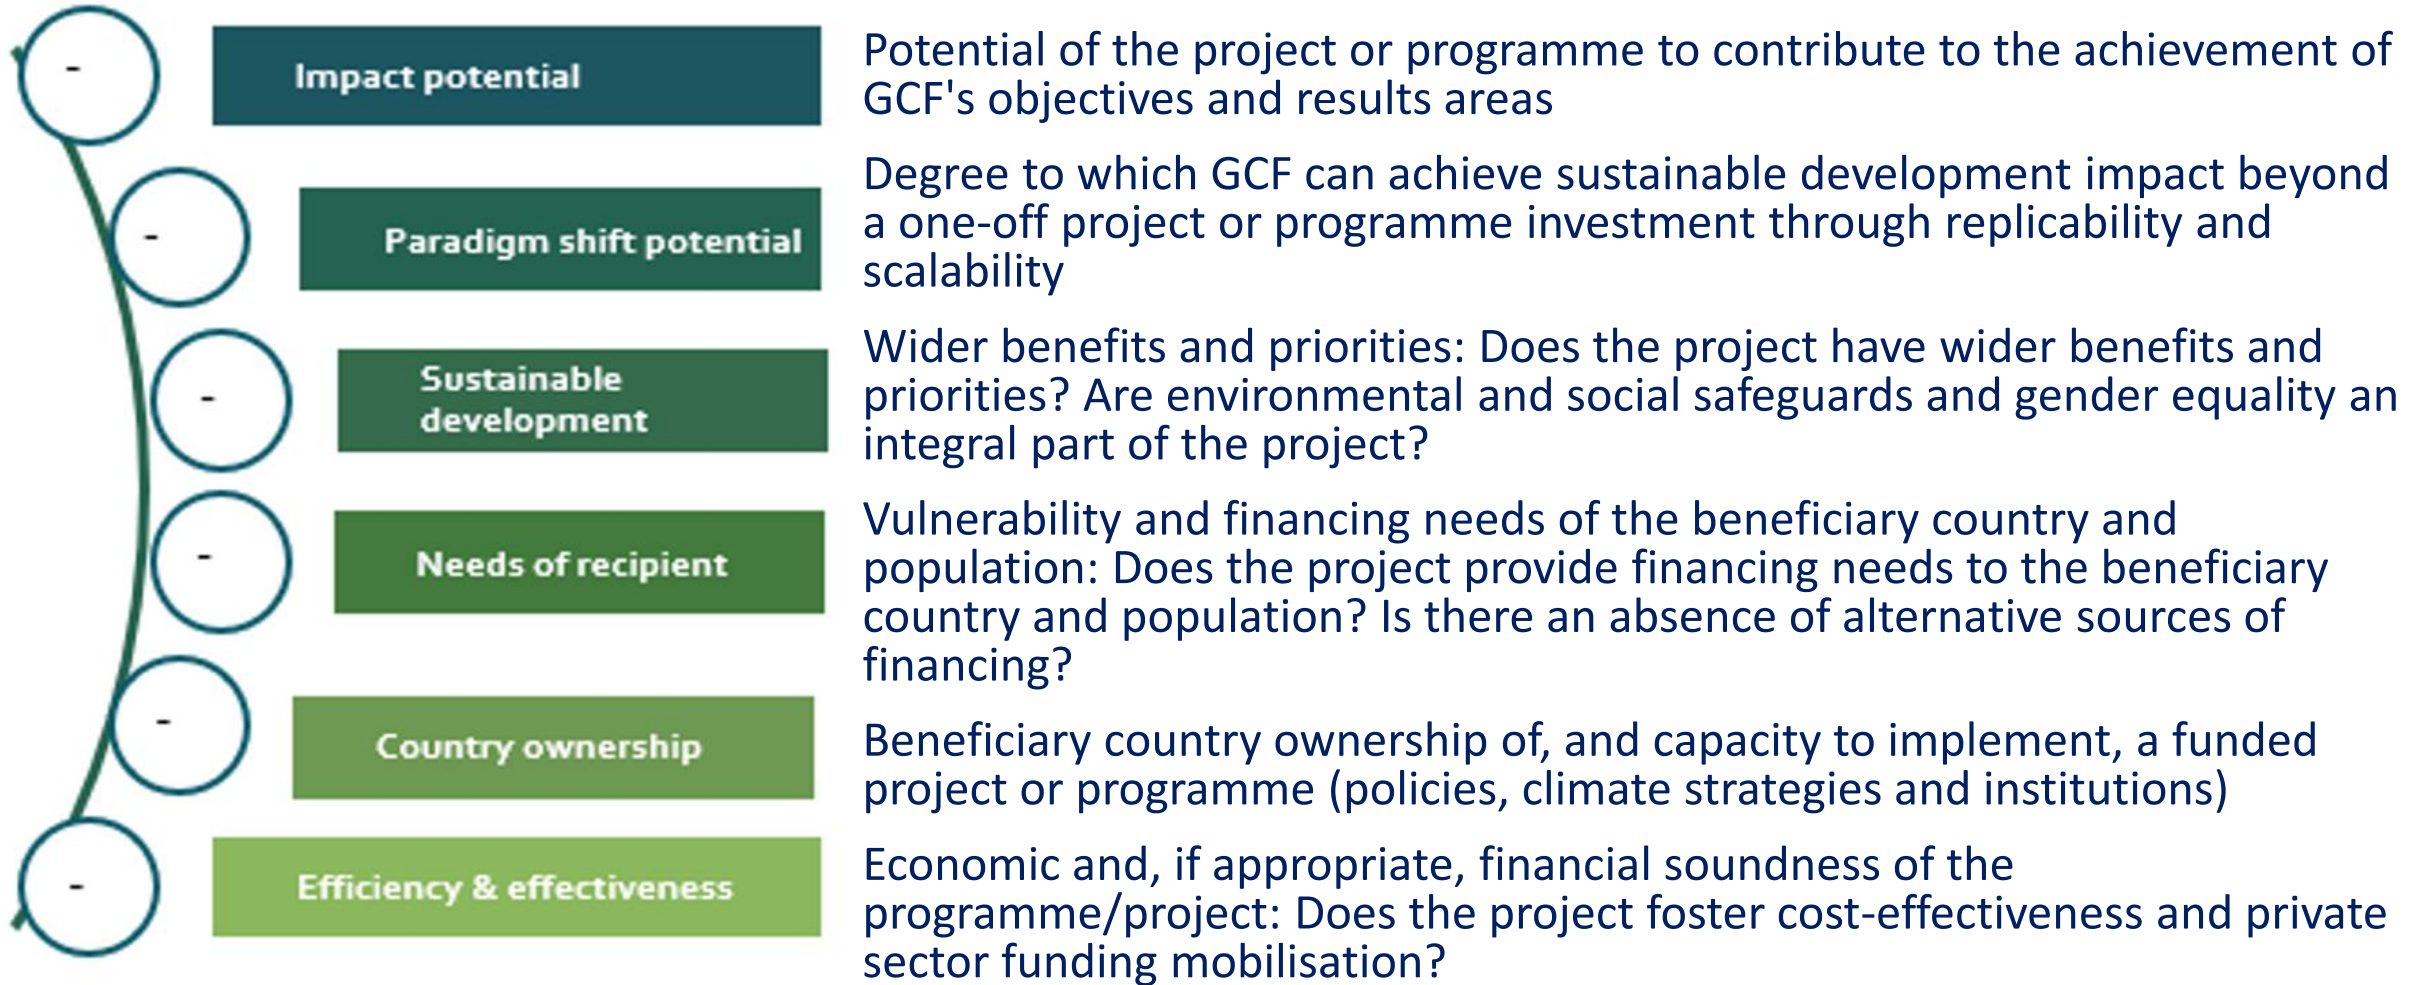 -
Impact potential
Potential of the project or programme to contribute to the achievement of
GCF's objectives and results areas
-
Paradigm shift potential
Degree to which GCF can achieve sustainable development impact beyond
a one-off project or programme investment through replicability and
scalability
-
Sustainable
development
Wider benefits and priorities: Does the project have wider benefits and
priorities? Are environmental and social safeguards and gender equality an
integral part of the project?
-
Needs of recipient
Vulnerability and financing needs of the beneficiary country and
population: Does the project provide financing needs to the beneficiary
country and population? Is there an absence of alternative sources of
financing?
-
Country ownership
Beneficiary country ownership of, and capacity to implement, a funded
project or programme (policies, climate strategies and institutions)
-
Efficiency & effectiveness
Economic and, if appropriate, financial soundness of the
programme/project: Does the project foster cost-effectiveness and private
sector funding mobilisation?